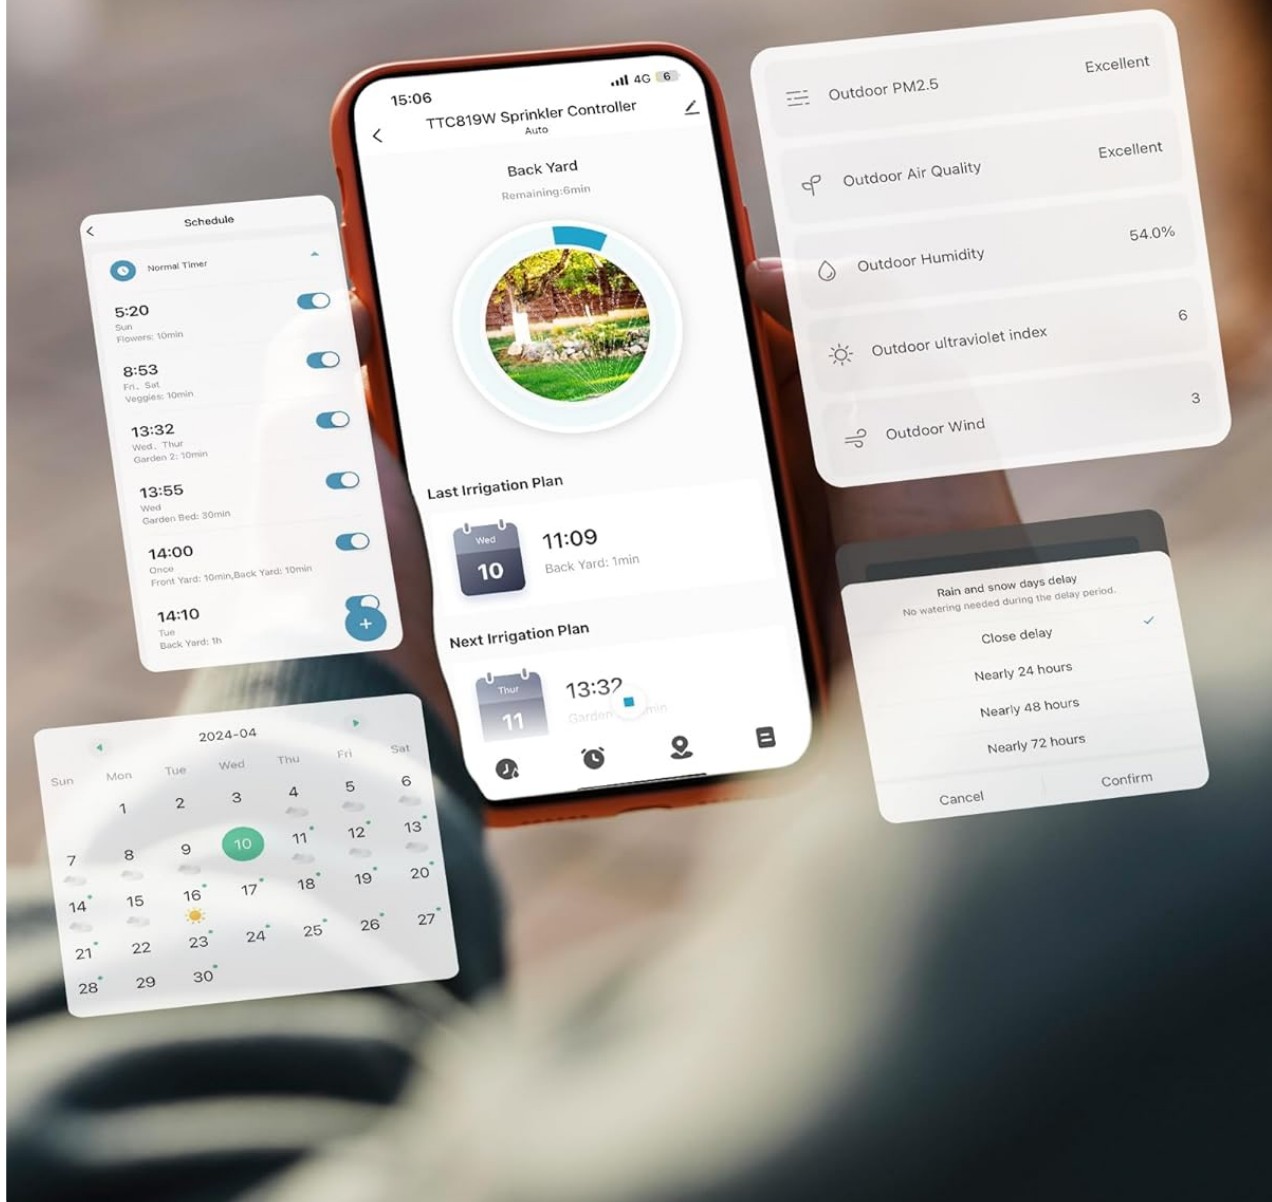 15:06
4G 6
TTC819W Sprinkler Controller
Auto
Back Yard
Remaining:6min
Last Irrigation Plan
Wed
10
11:09
Back Yard: 1min
Next Irrigation Plan
Thur
11
13:32
Garden
min
Schedule
Normal Timer
5:20
Sun
Flowers: 10min
8:53
Fri、Sat
Veggies: 10min
13:32
Wed、Thur
Garden 2: 10min
13:55
Wed
Garden Bed: 30min
14:00
Once
Front Yard: 10min,Back Yard: 10min
14:10
Tue
Back Yard: 1h
+
2024-04
Sun Mon Tue Wed Thu Fri Sat
1 2 3 4 5 6
7 8 9 10 11 12 13
14 15 16 17 18 19 20
21 22 23 24 25 26 27
28 29 30
Outdoor PM2.5 Excellent
Outdoor Air Quality Excellent
Outdoor Humidity 54.0%
Outdoor ultraviolet index 6
Outdoor Wind 3
Rain and snow days delay
No watering needed during the delay period.
Close delay
Nearly 24 hours
Nearly 48 hours
Nearly 72 hours
Cancel Confirm